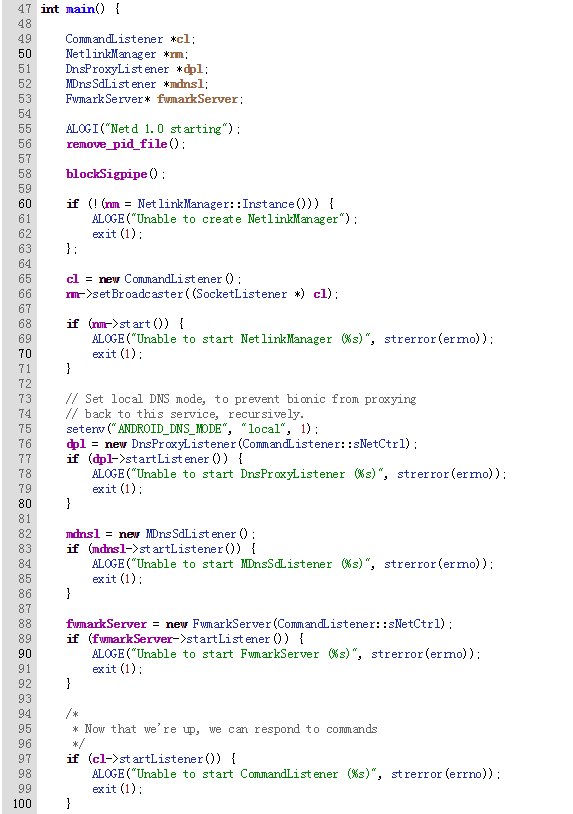 47 int main() {
48
49     CommandListener *cl;
50     NetlinkManager *nm;
51     DnsProxyListener *dpl;
52     MDnsSdListener *mdnsl;
53     FwmarkServer* fwmarkServer;
54
55     ALOGI("Netd 1.0 starting");
56     remove_pid_file();
57
58     blockSigpipe();
59
60     if (!(nm = NetlinkManager::Instance())) {
61         ALOGE("Unable to create NetlinkManager");
62         exit(1);
63     };
64
65     cl = new CommandListener();
66     nm->setBroadcaster((SocketListener *) cl);
67
68     if (nm->start()) {
69         ALOGE("Unable to start NetlinkManager (%s)", strerror(errno));
70         exit(1);
71     }
72
73     // Set local DNS mode, to prevent bionic from proxying
74     // back to this service, recursively.
75     setenv("ANDROID_DNS_MODE", "local", 1);
76     dpl = new DnsProxyListener(CommandListener::sNetCtrl);
77     if (dpl->startListener()) {
78         ALOGE("Unable to start DnsProxyListener (%s)", strerror(errno));
79         exit(1);
80     }
81
82     mdnsl = new MDnsSdListener();
83     if (mdnsl->startListener()) {
84         ALOGE("Unable to start MDnsSdListener (%s)", strerror(errno));
85         exit(1);
86     }
87
88     fwmarkServer = new FwmarkServer(CommandListener::sNetCtrl);
89     if (fwmarkServer->startListener()) {
90         ALOGE("Unable to start FwmarkServer (%s)", strerror(errno));
91         exit(1);
92     }
93
94     /*
95      * Now that we're up, we can respond to commands
96      */
97     if (cl->startListener()) {
98         ALOGE("Unable to start CommandListener (%s)", strerror(errno));
99         exit(1);
100     }